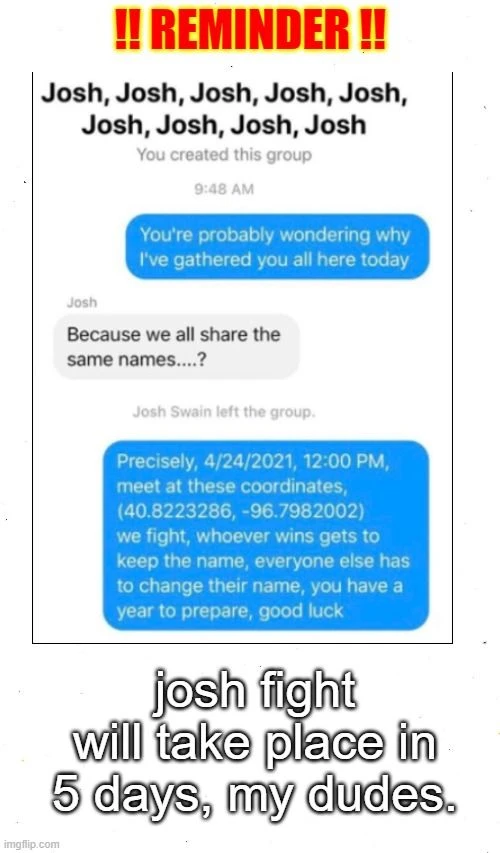 !! REMINDER !!
Josh, Josh, Josh, Josh, Josh,
Josh, Josh, Josh, Josh
You created this group
9:48 AM
You're probably wondering why
I've gathered you all here today
Josh
Because we all share the
same names....?
Josh Swain left the group.
Precisely, 4/24/2021, 12:00 PM,
meet at these coordinates,
(40.8223286, -96.7982002)
we fight, whoever wins gets to
keep the name, everyone else has
to change their name, you have a
year to prepare, good luck
josh fight
will take place in
5 days, my dudes.
imgflip.com